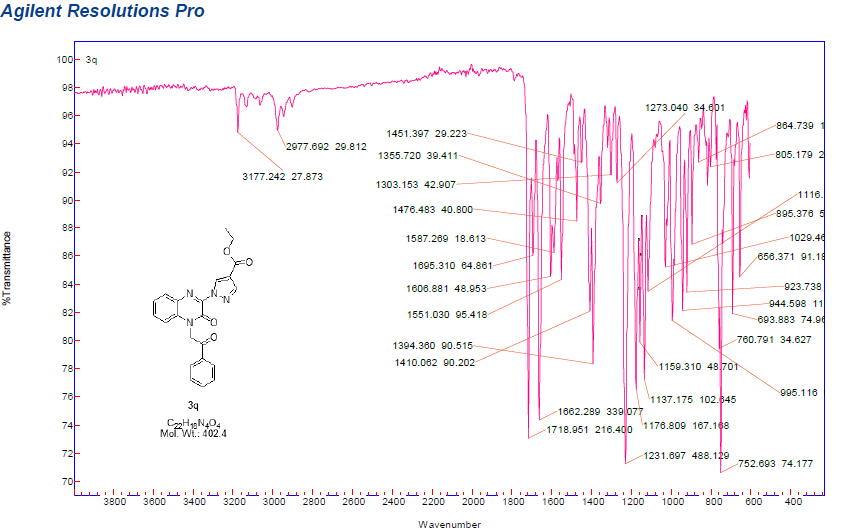 Agilent Resolutions Pro
3q
%Transmittance
100
98
96
94
92
90
88
86
84
82
80
78
76
74
72
70
1273.040 34.601
864.739 1
1451.397 29.223
2977.692 29.812
1355.720 39.411
805.179 2
3177.242 27.873
1303.153 42.907
1116.
1476.483 40.800
895.376 5
1587.269 18.613
1029.46
1695.310 64.861
656.371 91.18
1606.881 48.953
923.738
1551.030 95.418
944.598 11
693.883 74.96
1394.360 90.515
760.791 34.627
1410.062 90.202
1159.310 48.701
995.116
1137.175 102.645
1662.289 339.077
1176.809 167.168
1718.951 216.400
1231.697 488.129
752.693 74.177
O
O
N
N
N
N
O
O
3q
C22H18N4O4
Mol. Wt.: 402.4
3800 3600 3400 3200 3000 2800 2600 2400 2200 2000 1800 1600 1400 1200 1000 800 600 400
Wavenumber